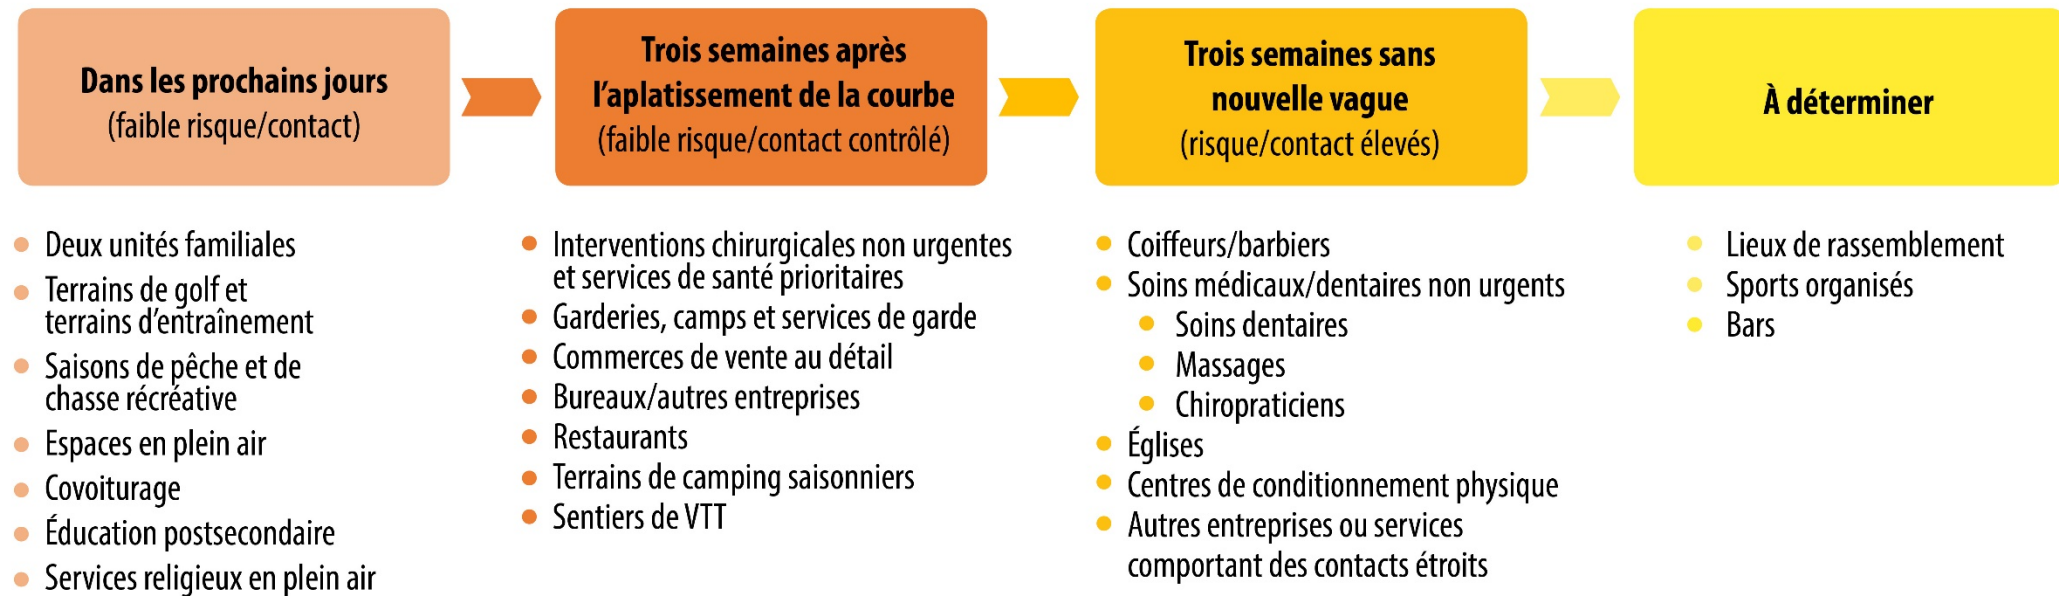 Dans les prochains jours
(faible risque/contact)
Deux unités familiales
Terrains de golf et
terrains d'entraînement
Saisons de pêche et de
chasse récréative
Espaces en plein air
Covoiturage
Éducation postsecondaire
Services religieux en plein air
Trois semaines après
l'aplatissement de la courbe
(faible risque/contact contrôlé)
Interventions chirurgicales non urgentes
et services de santé prioritaires
Garderies, camps et services de garde
Commerces de vente au détail
Bureaux/autres entreprises
Restaurants
Terrains de camping saisonniers
Sentiers de VTT
Trois semaines sans
nouvelle vague
(risque/contact élevés)
Coiffeurs/barbiers
Soins médicaux/dentaires non urgents
Soins dentaires
Massages
Chiropraticiens
Églises
Centres de conditionnement physique
Autres entreprises ou services
comportant des contacts étroits
À déterminer
Lieux de rassemblement
Sports organisés
Bars